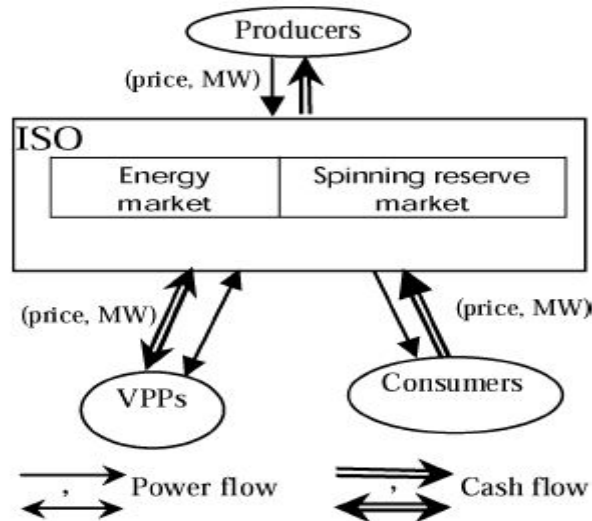 Producers
(price, MW)
ISO
Energy market
Spinning reserve market
(price, MW)
(price, MW)
VPPs
Consumers
, Power flow
, Cash flow